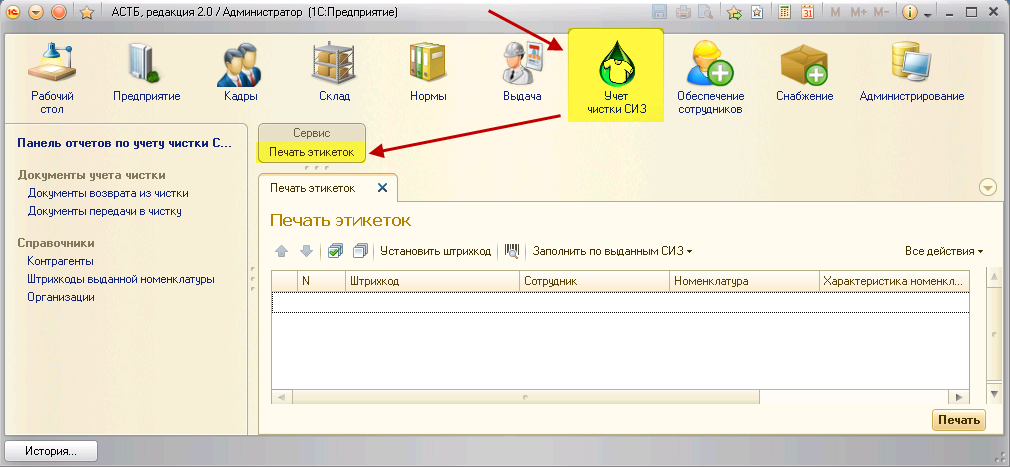 АСТБ, редакция 2.0 / Администратор (1С:Предприятие)
M M+ M-
Рабочий
стол
Предприятие
Кадры
Склад
Нормы
Выдача
Учет
чистки СИЗ
Обеспечение
сотрудников
Снабжение
Администрирование
Панель отчетов по учету чистки С...
Документы учета чистки
Документы возврата из чистки
Документы передачи в чистку
Справочники
Контрагенты
Штрихкоды выданной номенклатуры
Организации
Сервис
Печать этикеток
Печать этикеток
Печать этикеток
Установить штрихкод
Заполнить по выданным СИЗ
Все действия
N
Штрихкод
Сотрудник
Номенклатура
Характеристика номенкл...
Печать
История...